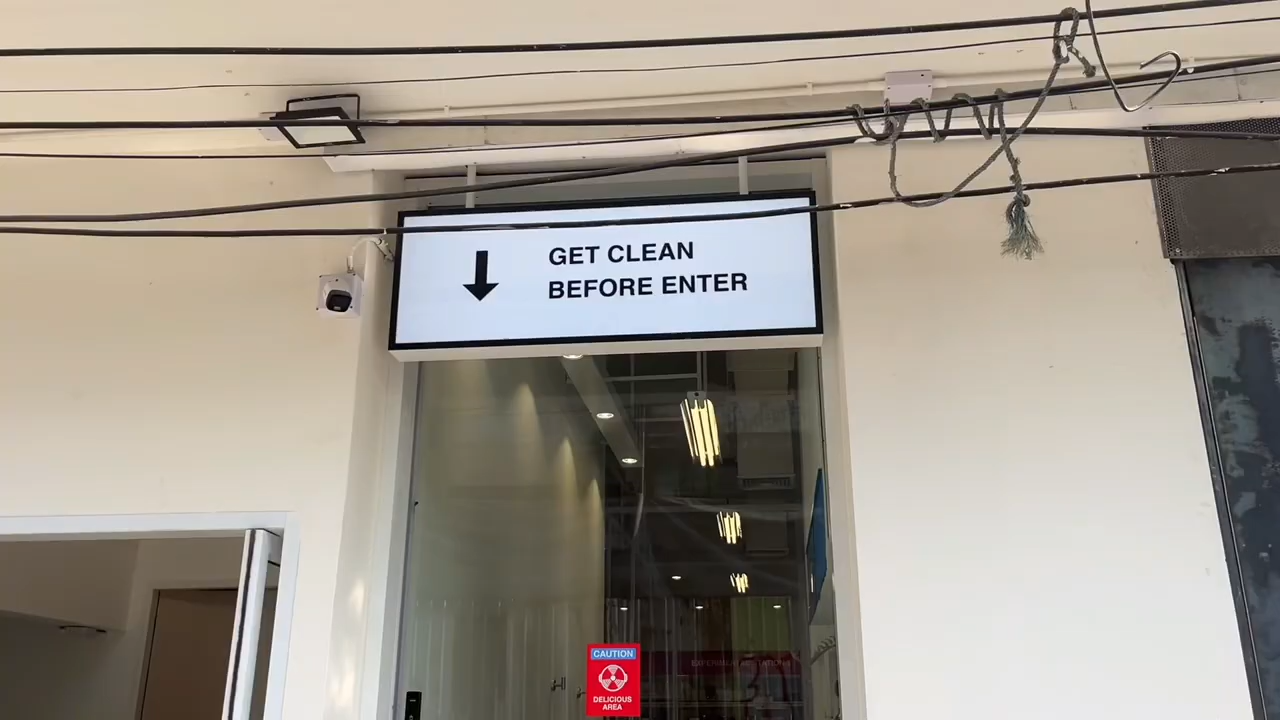 GET CLEAN
BEFORE ENTER
CAUTION
DELICIOUS
AREA